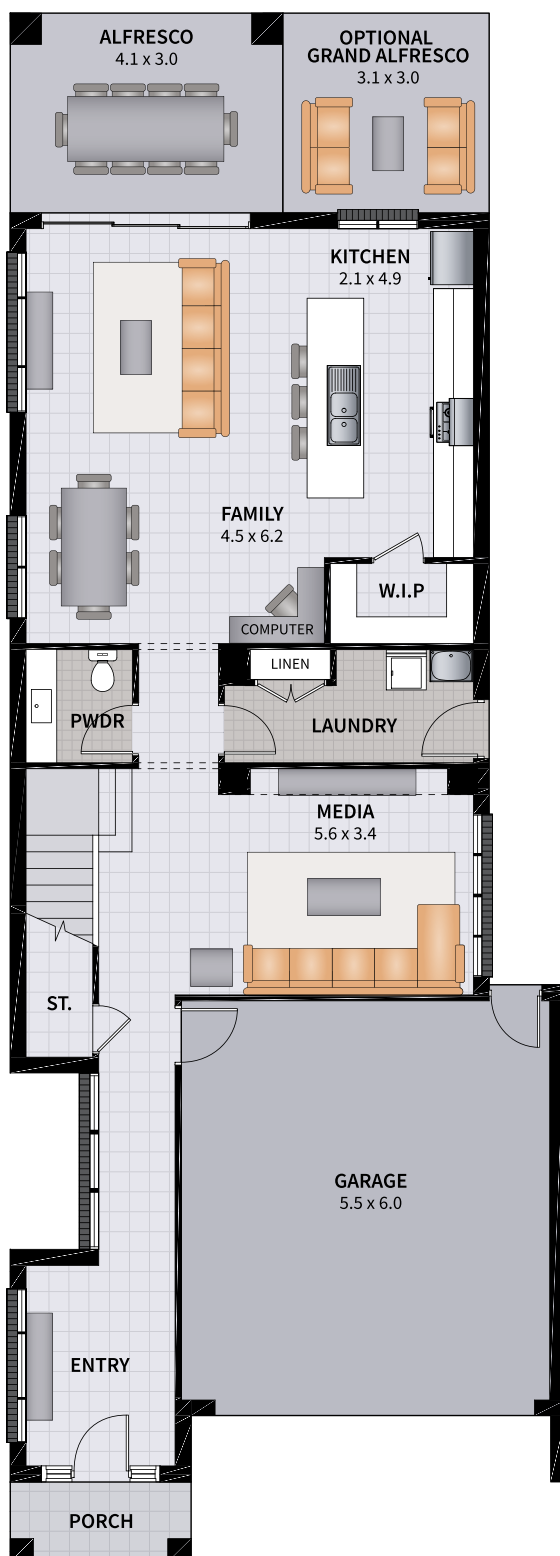 ALFRESCO
4.1 x 3.0
OPTIONAL
GRAND ALFRESCO
3.1 x 3.0
KITCHEN
2.1 x 4.9
FAMILY
4.5 x 6.2
W.I.P
COMPUTER
LINEN
PWDR
LAUNDRY
MEDIA
5.6 x 3.4
ST.
GARAGE
5.5 x 6.0
ENTRY
PORCH